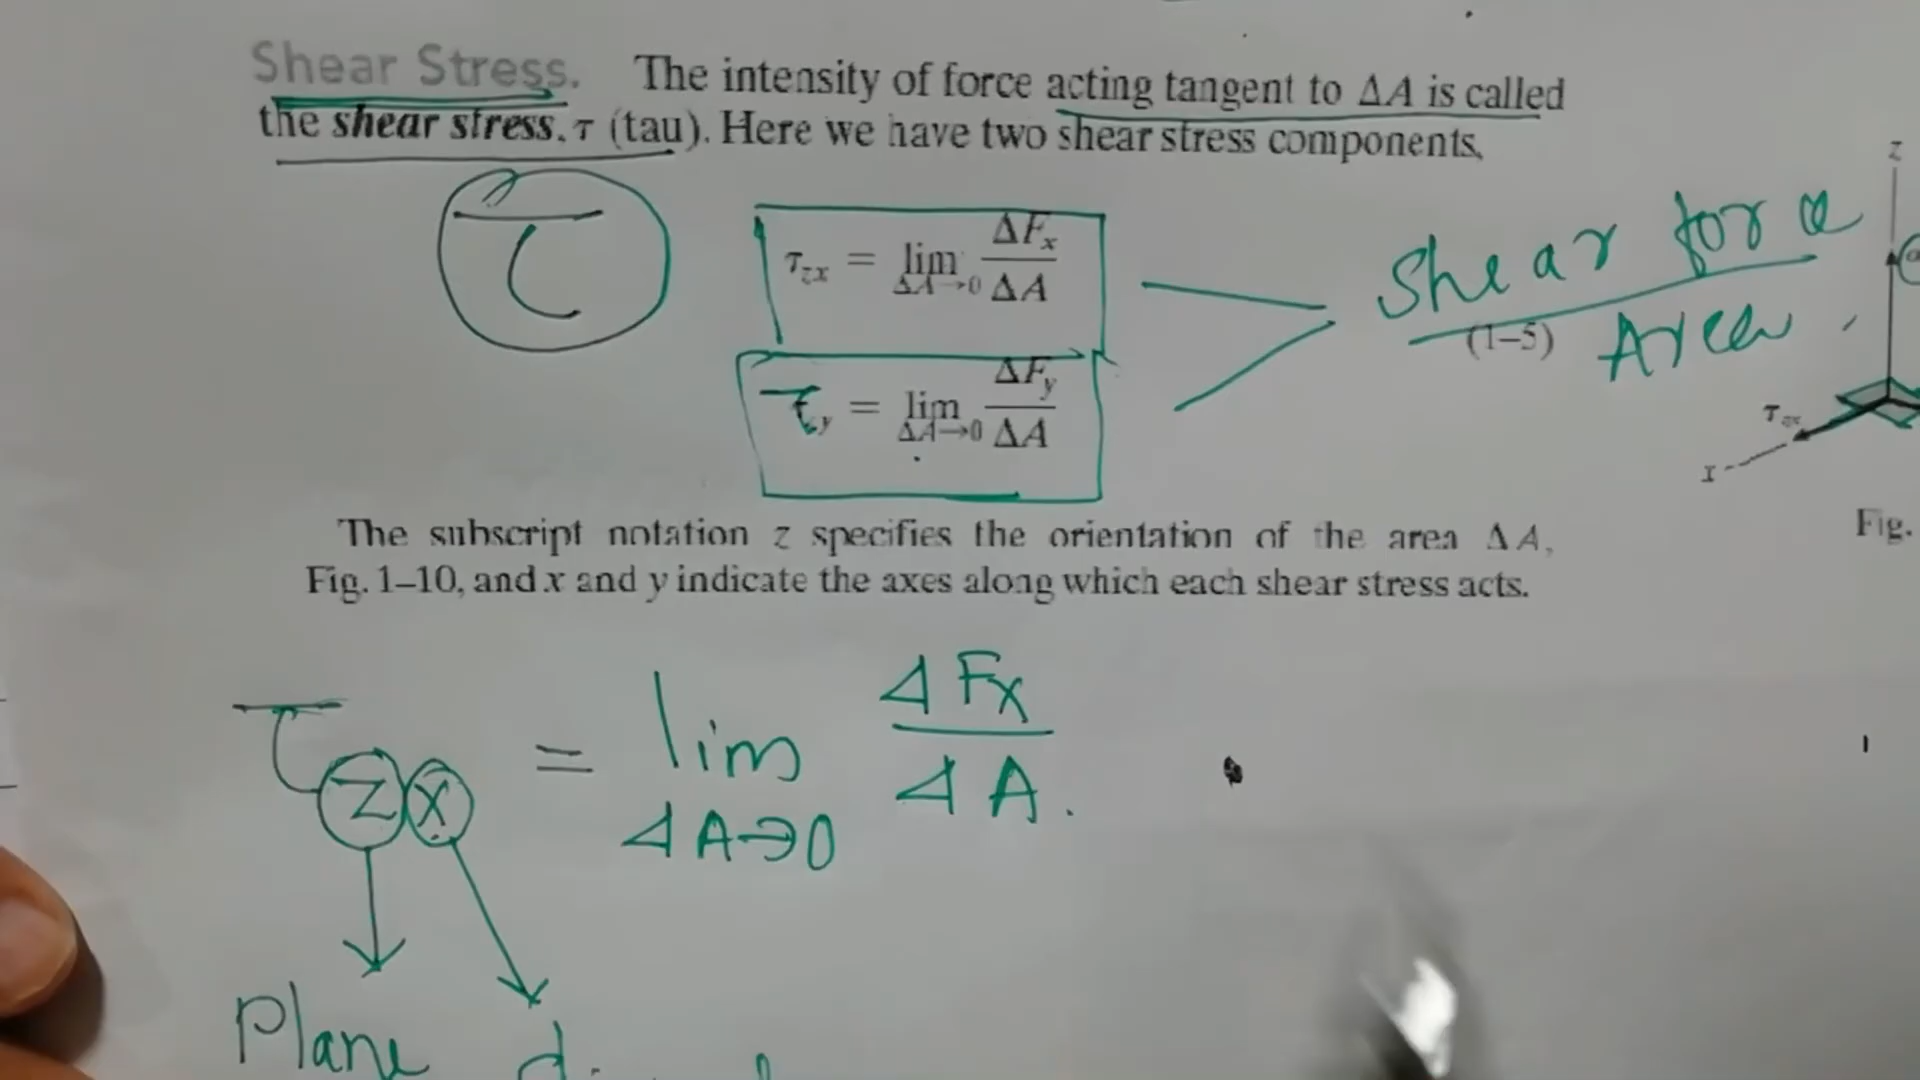 Shear Stress. The intensity of force acting tangent to ΔA is called
the shear stress, τ (tau). Here we have two shear stress components,
τ
τzx = lim ΔA→0 ΔFx/ΔA
Shear force
Area
(1–5)
τy = lim ΔA→0 ΔFy/ΔA
z
τzx
x
Fig.
The subscript notation z specifies the orientation of the area ΔA,
Fig. 1–10, and x and y indicate the axes along which each shear stress acts.
τzx = lim ΔA→0 ΔFx/ΔA.
Plane